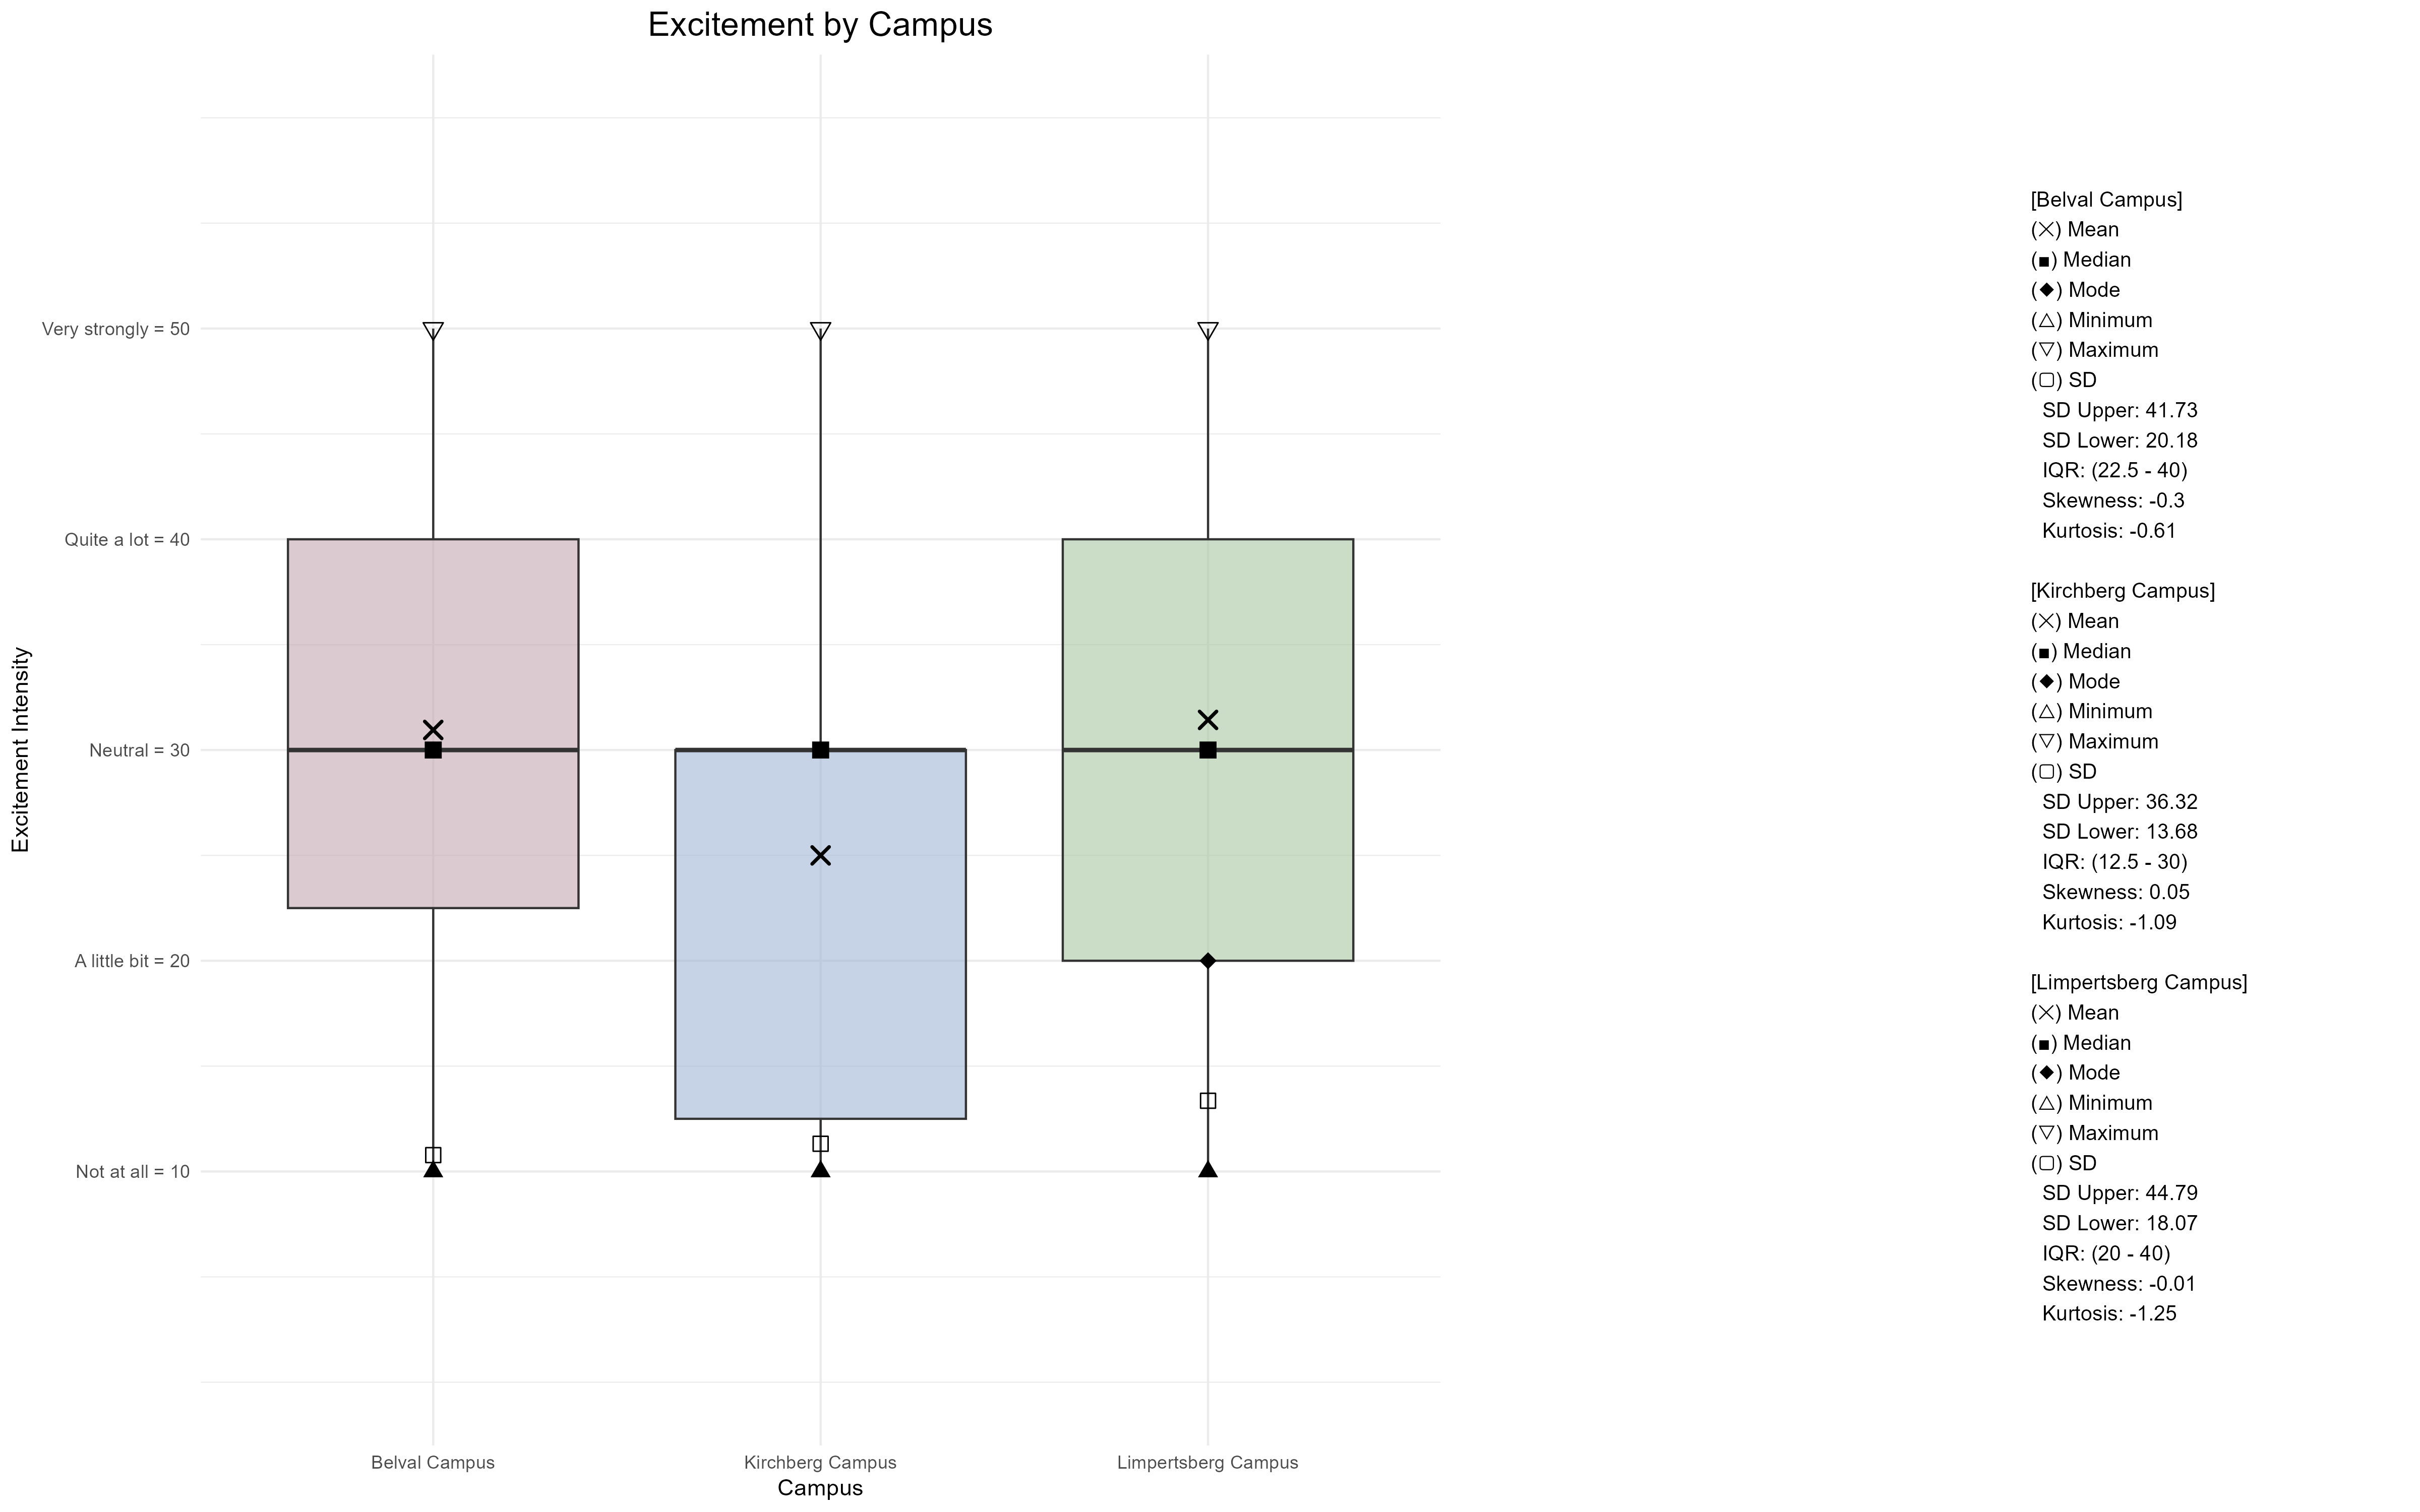 Excitement by Campus
Excitement Intensity
Very strongly = 50
Quite a lot = 40
Neutral = 30
A little bit = 20
Not at all = 10
Belval Campus
Kirchberg Campus
Limpertsberg Campus
Campus
[Belval Campus]
(×) Mean
(■) Median
(◆) Mode
(△) Minimum
(▽) Maximum
(▢) SD
SD Upper: 41.73
SD Lower: 20.18
IQR: (22.5 - 40)
Skewness: -0.3
Kurtosis: -0.61
[Kirchberg Campus]
(×) Mean
(■) Median
(◆) Mode
(△) Minimum
(▽) Maximum
(▢) SD
SD Upper: 36.32
SD Lower: 13.68
IQR: (12.5 - 30)
Skewness: 0.05
Kurtosis: -1.09
[Limpertsberg Campus]
(×) Mean
(■) Median
(◆) Mode
(△) Minimum
(▽) Maximum
(▢) SD
SD Upper: 44.79
SD Lower: 18.07
IQR: (20 - 40)
Skewness: -0.01
Kurtosis: -1.25